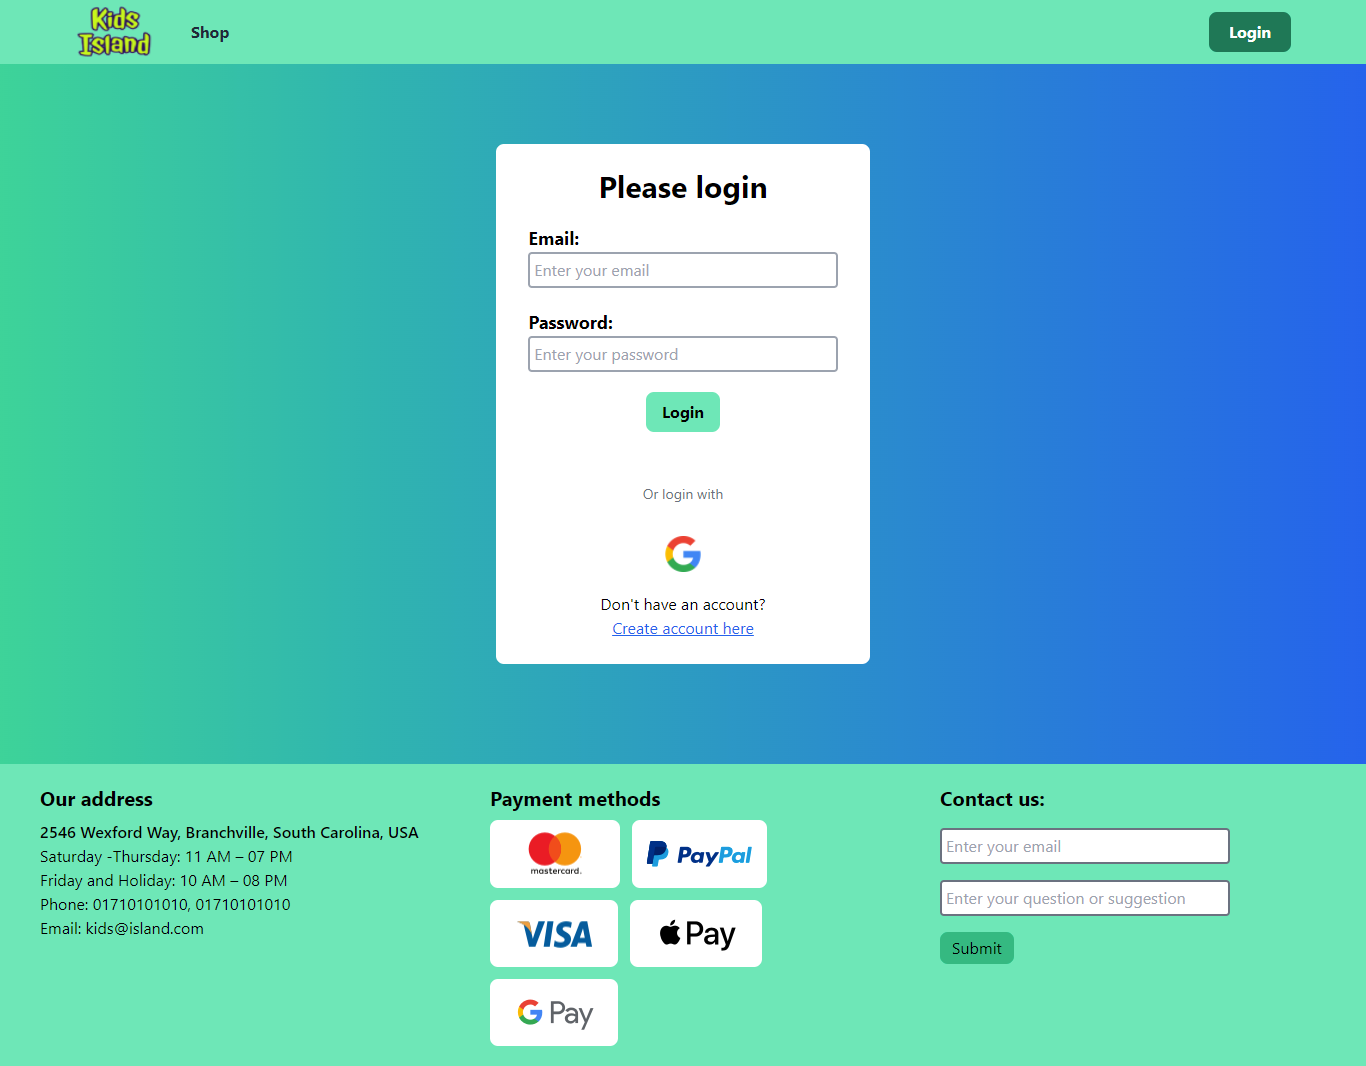 Kids
Island
Shop
Login
Please login
Email:
Enter your email
Password:
Enter your password
Login
Or login with
Don't have an account?
Create account here
Our address
2546 Wexford Way, Branchville, South Carolina, USA
Saturday -Thursday: 11 AM – 07 PM
Friday and Holiday: 10 AM – 08 PM
Phone: 01710101010, 01710101010
Email: kids@island.com
Payment methods
mastercard.
PayPal
VISA
Pay
G Pay
Contact us:
Enter your email
Enter your question or suggestion
Submit